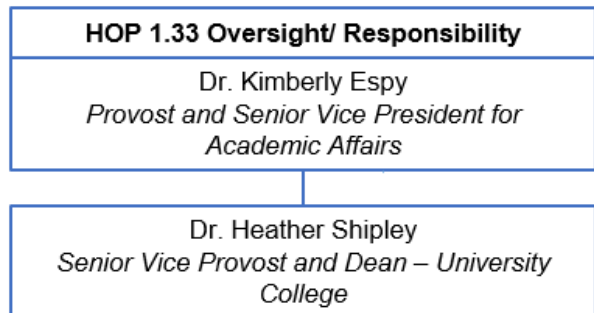 HOP 1.33 Oversight/ Responsibility
Dr. Kimberly Espy
Provost and Senior Vice President for
Academic Affairs
Dr. Heather Shipley
Senior Vice Provost and Dean – University
College